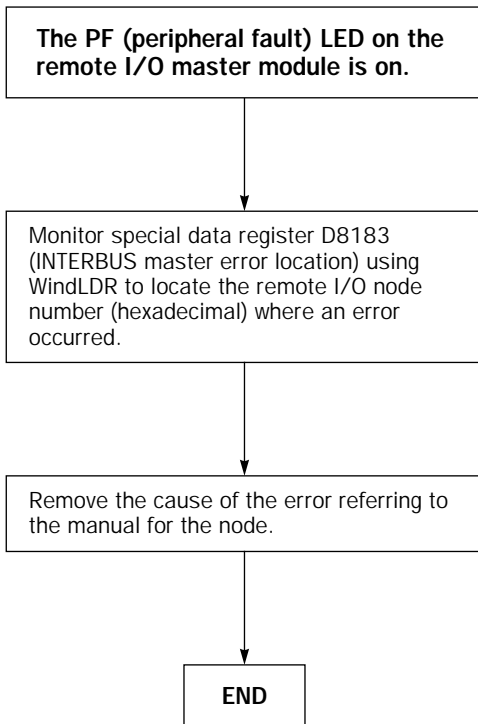 The PF (peripheral fault) LED on the
remote I/O master module is on.
Monitor special data register D8183
(INTERBUS master error location) using
WindLDR to locate the remote I/O node
number (hexadecimal) where an error
occurred.
Remove the cause of the error referring to
the manual for the node.
END